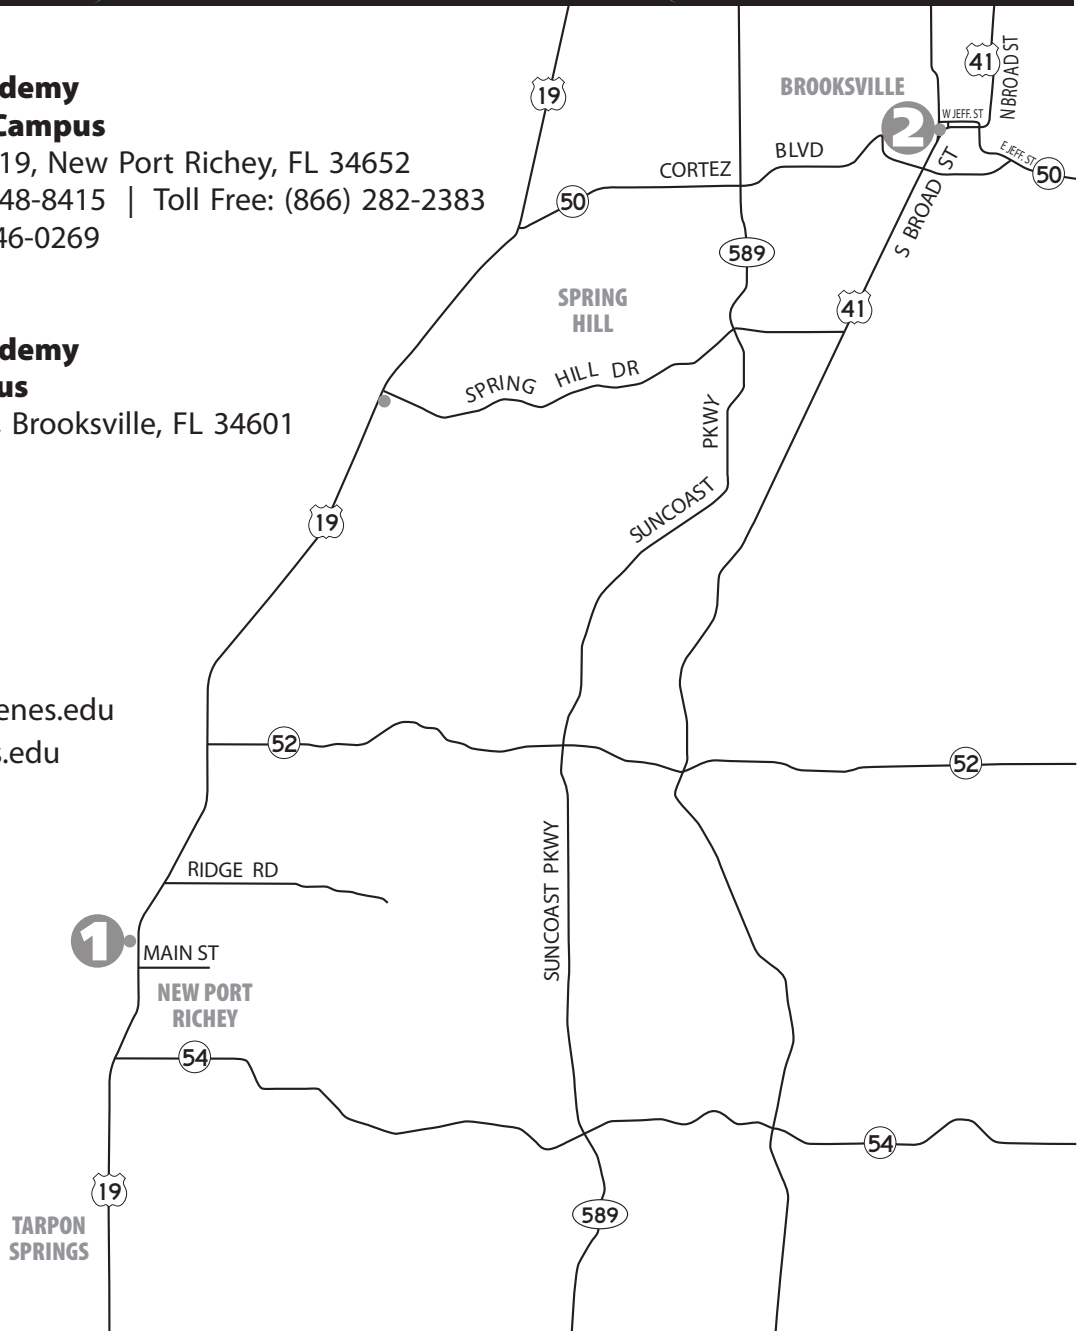 demy
Campus
19, New Port Richey, FL 34652
48-8415 | Toll Free: (866) 282-2383
46-0269
demy
us
, Brooksville, FL 34601
enes.edu
s.edu
19
41
N BROAD ST
BROOKSVILLE
2
W JEFF. ST
E JEFF. ST
50
CORTEZ BLVD
50
S BROAD ST
589
SPRING
HILL
41
SPRING HILL DR
SUNCOAST PKWY
19
52
52
SUNCOAST PKWY
RIDGE RD
1
MAIN ST
NEW PORT
RICHEY
54
54
19
589
TARPON
SPRINGS